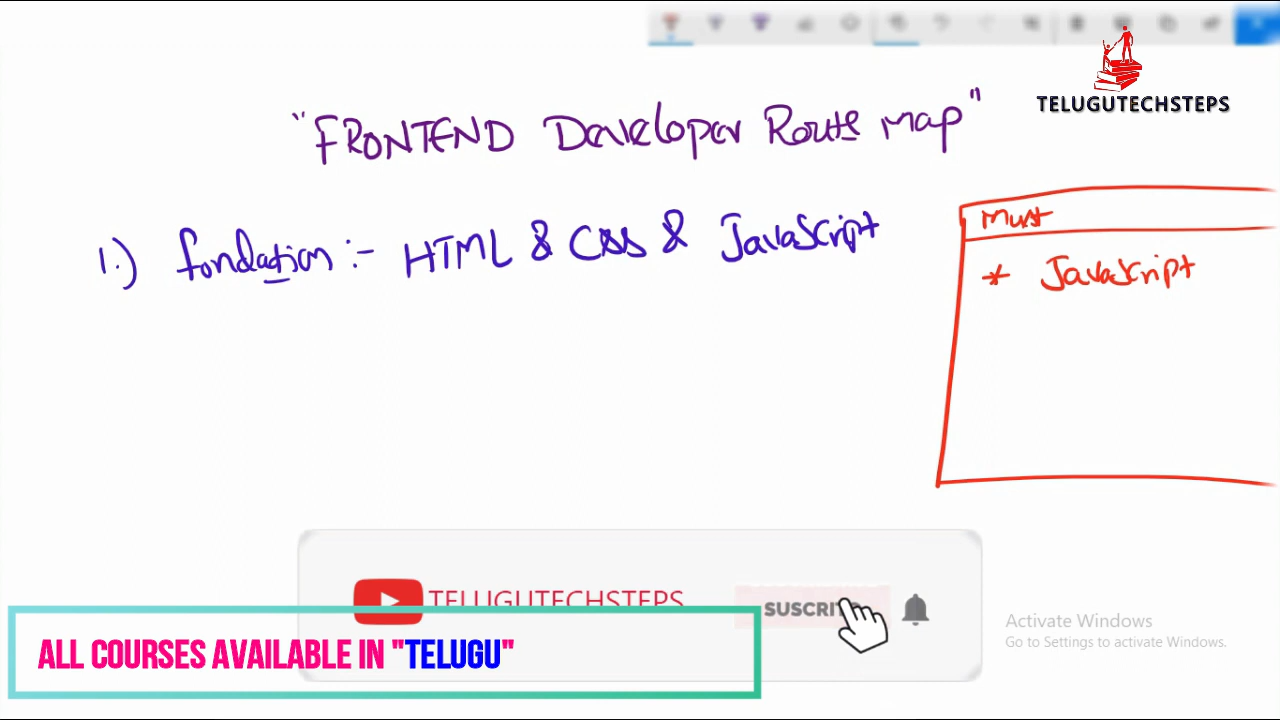 TELUGUTECHSTEPS
"FRONTEND Developer Route Map"
1.) fondation :- HTML & CSS & JavaScript
Must
* JavaScript
TELUGUTECHSTEPS
ALL COURSES AVAILABLE IN "TELUGU"
Activate Windows
Go to Settings to activate Windows.